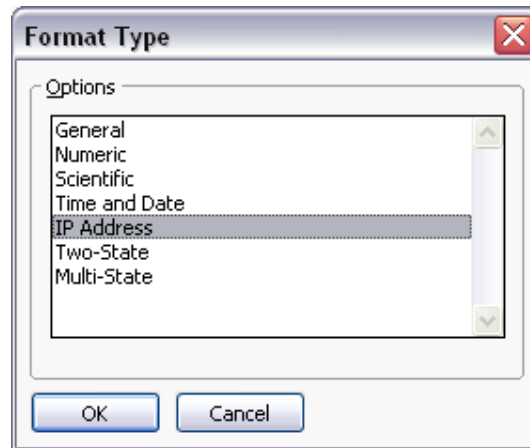 Format Type
Options
General
Numeric
Scientific
Time and Date
IP Address
Two-State
Multi-State
OK Cancel